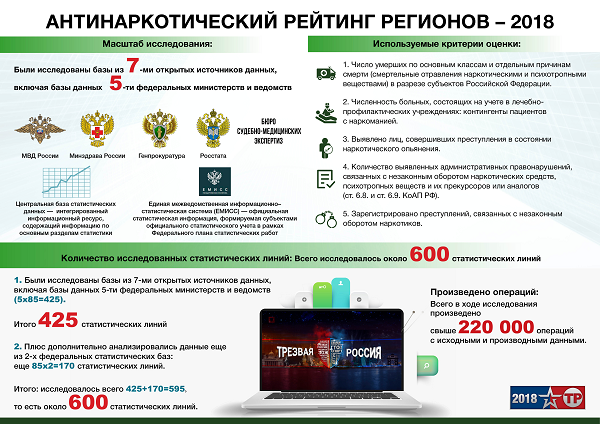 АНТИНАРКОТИЧЕСКИЙ РЕЙТИНГ РЕГИОНОВ – 2018
Масштаб исследования:
Были исследованы базы из 7-ми открытых источников данных,
включая базы данных 5-ти федеральных министерств и ведомств
МВД России
Минздрава России
Генпрокуратура
Росстата
БЮРО
СУДЕБНО-МЕДИЦИНСКИХ
ЭКСПЕРТИЗ
Центральная база статистических
данных — интегрированный
информационный ресурс,
содержащий информацию по
основным разделам статистики
ЕМИСС
Единая межведомственная информационно-
статистическая система (ЕМИСС) — официальная
статистическая информация, формируемая субъектами
официального статистического учета в рамках
Федерального плана статистических работ
Используемые критерии оценки:
1. Число умерших по основным классам и отдельным причинам
смерти (смертельные отравления наркотическими и психотропными
веществами) в разрезе субъектов Российской Федерации.
2. Численность больных, состоящих на учете в лечебно-
профилактических учреждениях: контингенты пациентов
с наркоманией.
3. Выявлено лиц, совершивших преступления в состоянии
наркотического опьянения.
4. Количество выявленных административных правонарушений,
связанных с незаконным оборотом наркотических средств,
психотропных веществ и их прекурсоров или аналогов
(ст. 6.8. и ст. 6.9. КоАП РФ).
5. Зарегистрировано преступлений, связанных с незаконным
оборотом наркотиков.
Количество исследованных статистических линий: Всего исследовалось около 600 статистических линий
1. Были исследованы базы из 7-ми открытых источников данных,
включая базы данных 5-ти федеральных министерств и ведомств
(5х85=425).
Итого 425 статистических линий
2. Плюс дополнительно анализировались данные еще
из 2-х федеральных статистических баз:
еще 85х2=170 статистических линий.
Итого: исследовалось всего 425+170=595,
то есть около 600 статистических линий.
ТРЕЗВАЯ РОССИЯ
Произведено операций:
Всего в ходе исследования
произведено
свыше 220 000 операций
с исходными и производными данными.
2018 ТР